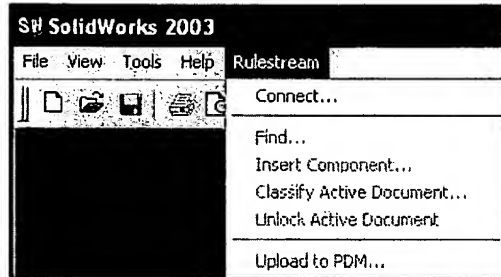 SW SolidWorks 2003
File View Tools Help Rulestream
Connect...
Find...
Insert Component...
Classify Active Document...
Unlock Active Document
Upload to PDM...